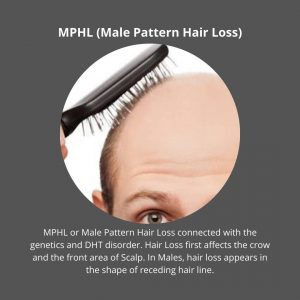 MPHL (Male Pattern Hair Loss)
MPHL or Male Pattern Hair Loss connected with the
genetics and DHT disorder. Hair Loss first affects the crow
and the front area of Scalp. In Males, hair loss appears in
the shape of receding hair line.